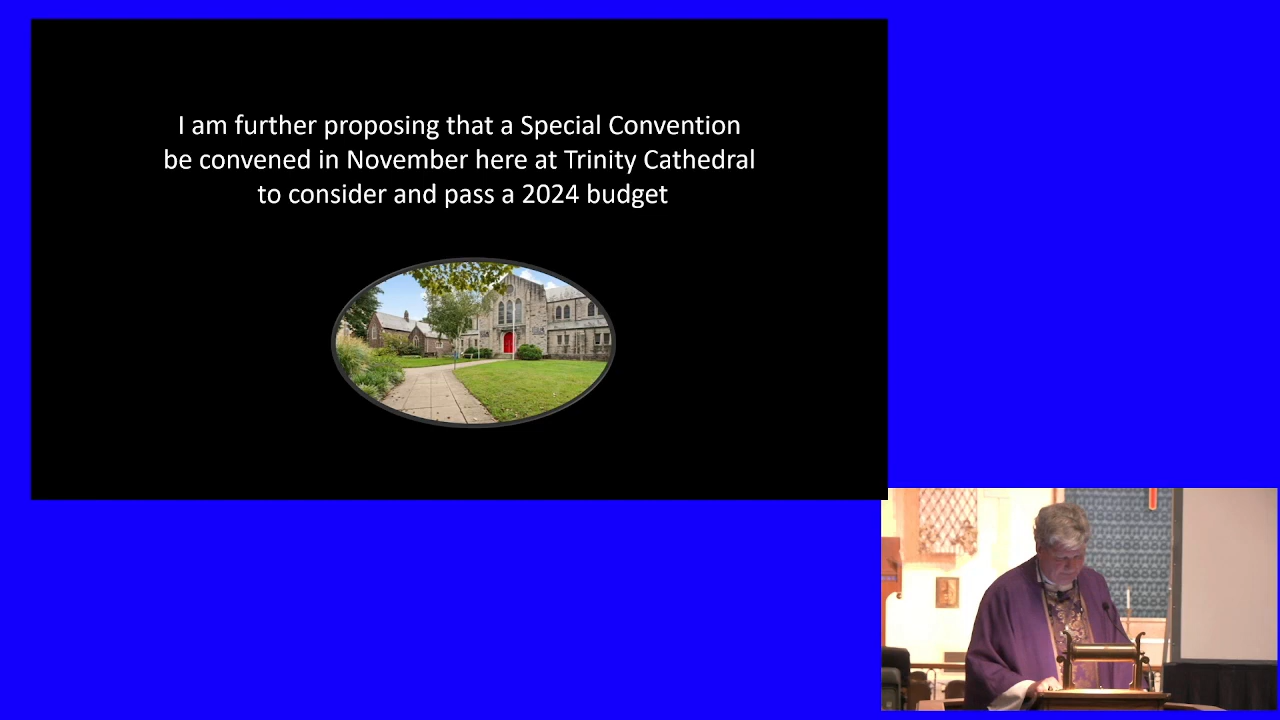 I am further proposing that a Special Convention
be convened in November here at Trinity Cathedral
to consider and pass a 2024 budget